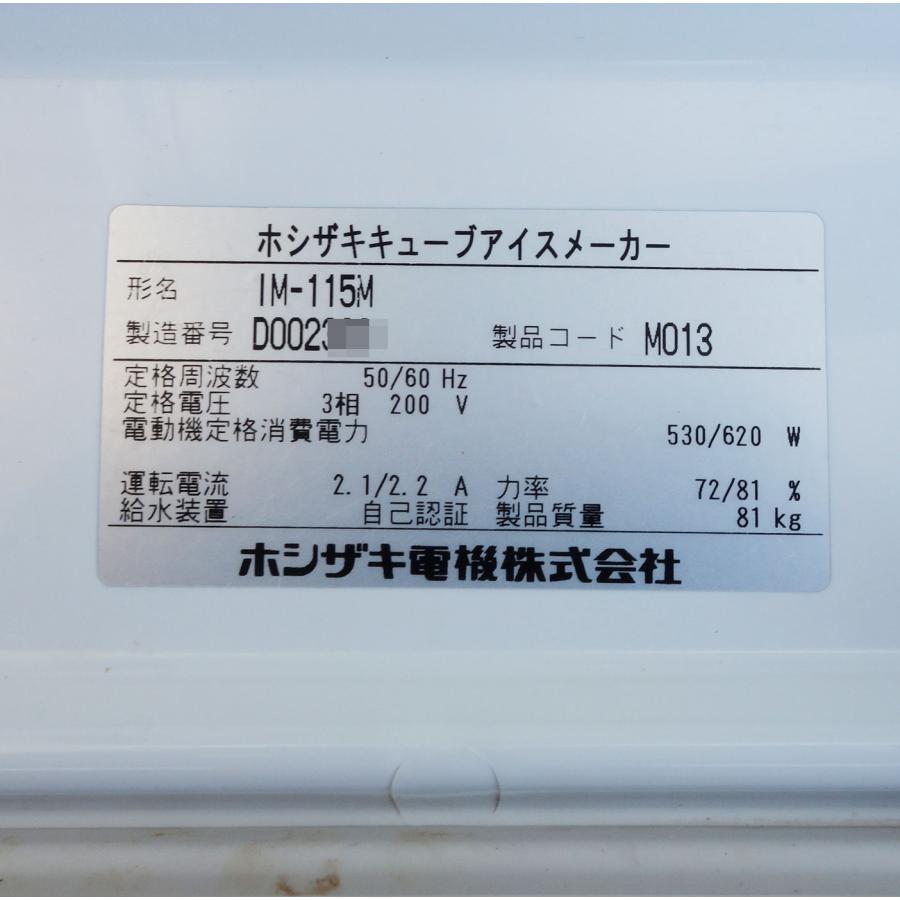 ホシザキキューブアイスメーカー
形名 IM-115M
製造番号 D0023 製品コード M013
定格周波数 50/60 Hz
定格電圧 3相 200 V
電動機定格消費電力 530/620 W
運転電流 2.1/2.2 A 力率 72/81 %
給水装置 自己認証 製品質量 81 kg
ホシザキ電機株式会社